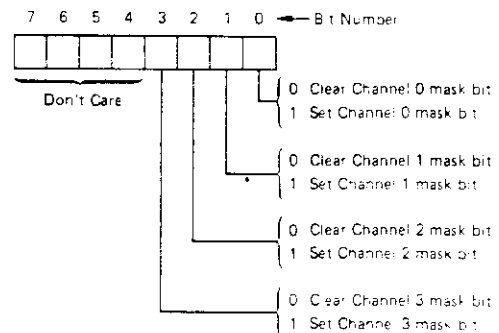 7 6 5 4 3 2 1 0 Bit Number
Don't Care
0 Clear Channel 0 mask bit
1 Set Channel 0 mask bit
0 Clear Channel 1 mask bit
1 Set Channel 1 mask bit
0 Clear Channel 2 mask bit
1 Set Channel 2 mask bit
0 Clear Channel 3 mask bit
1 Set Channel 3 mask bit